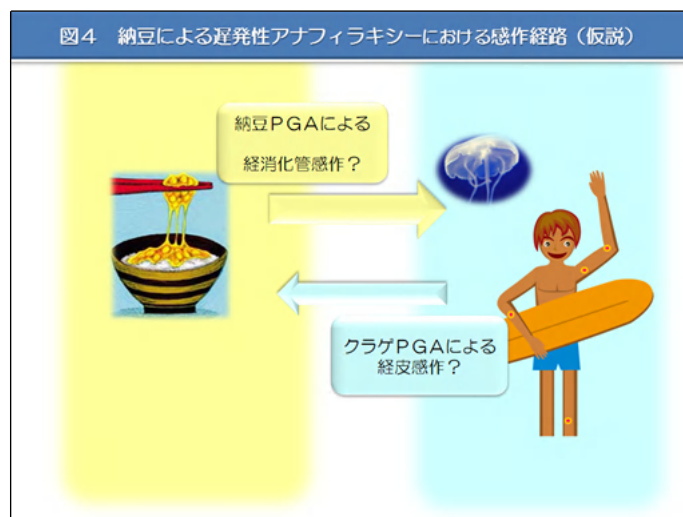 図4 納豆による遅発性アナフィラキシーにおける感作経路（仮説）
納豆PGAによる
経消化管感作？
クラゲPGAによる
経皮感作？